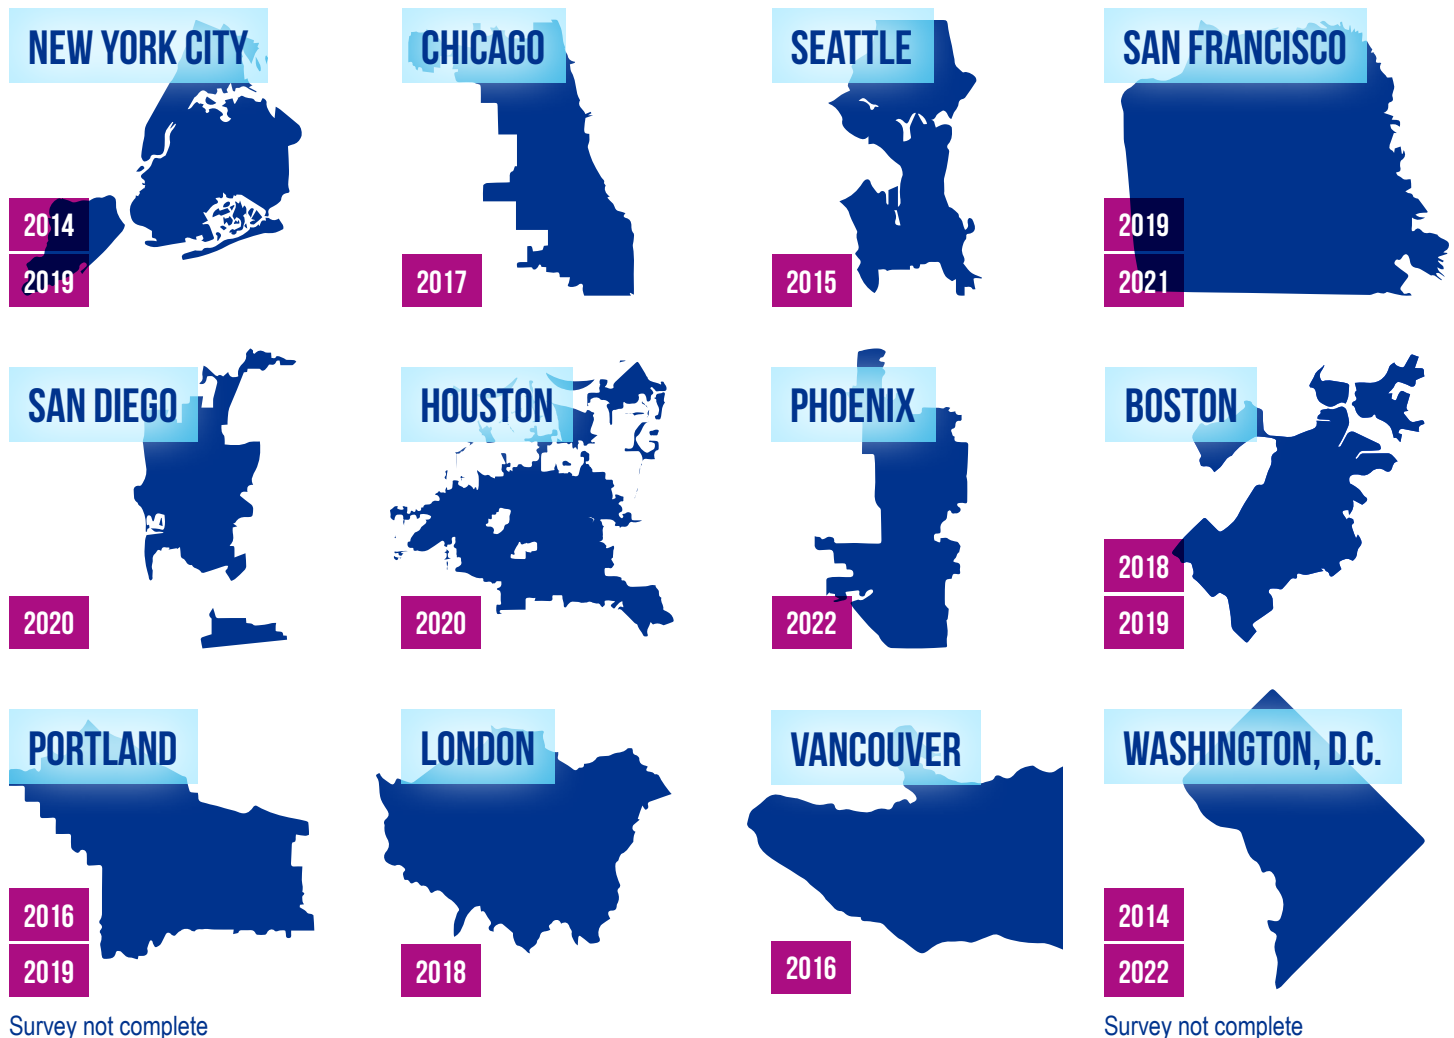 NEW YORK CITY
2014
2019
CHICAGO
2017
SEATTLE
2015
SAN FRANCISCO
2019
2021
SAN DIEGO
2020
HOUSTON
2020
PHOENIX
2022
BOSTON
2018
2019
PORTLAND
2016
2019
Survey not complete
LONDON
2018
VANCOUVER
2016
WASHINGTON, D.C.
2014
2022
Survey not complete